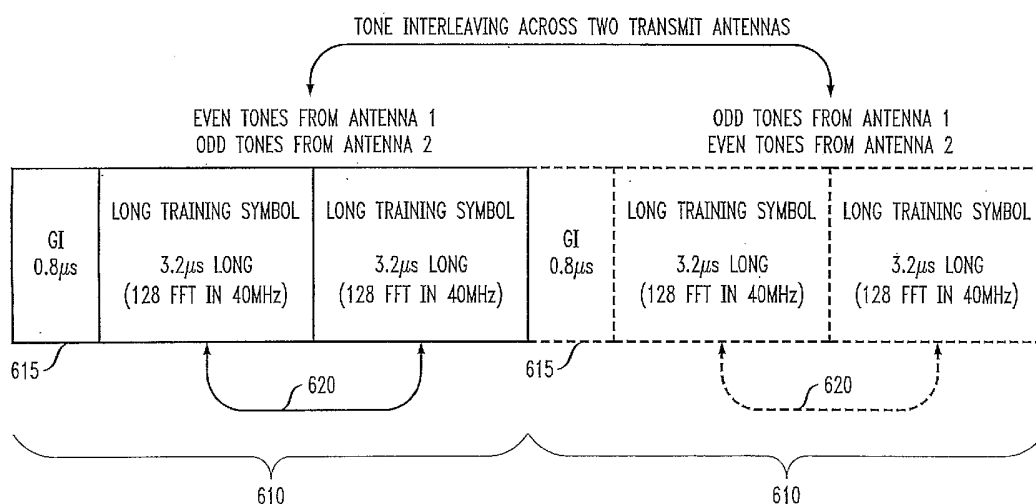 TONE INTERLEAVING ACROSS TWO TRANSMIT ANTENNAS
EVEN TONES FROM ANTENNA 1
ODD TONES FROM ANTENNA 2
ODD TONES FROM ANTENNA 1
EVEN TONES FROM ANTENNA 2
GI
0.8μs
LONG TRAINING SYMBOL
3.2μs LONG
(128 FFT IN 40MHz)
LONG TRAINING SYMBOL
3.2μs LONG
(128 FFT IN 40MHz)
GI
0.8μs
LONG TRAINING SYMBOL
3.2μs LONG
(128 FFT IN 40MHz)
LONG TRAINING SYMBOL
3.2μs LONG
(128 FFT IN 40MHz)
615
620
615
620
610
610